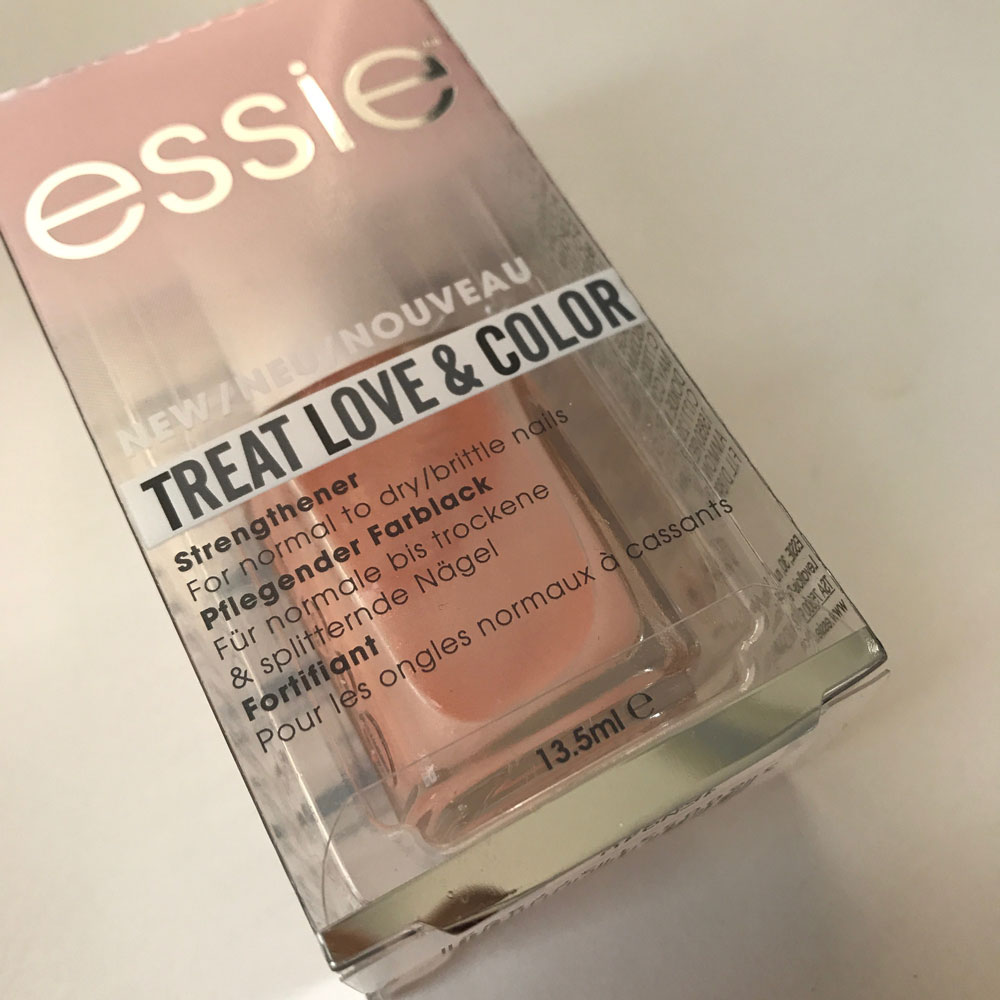 essie™
NEW/NEU/NOUVEAU
TREAT LOVE & COLOR
Strengthener
For normal to dry/brittle nails
Pflegender Farblack
Für normale bis trockene
& splitternde Nägel
Fortifiant
Pour les ongles normaux à cassants
13.5ml ℮